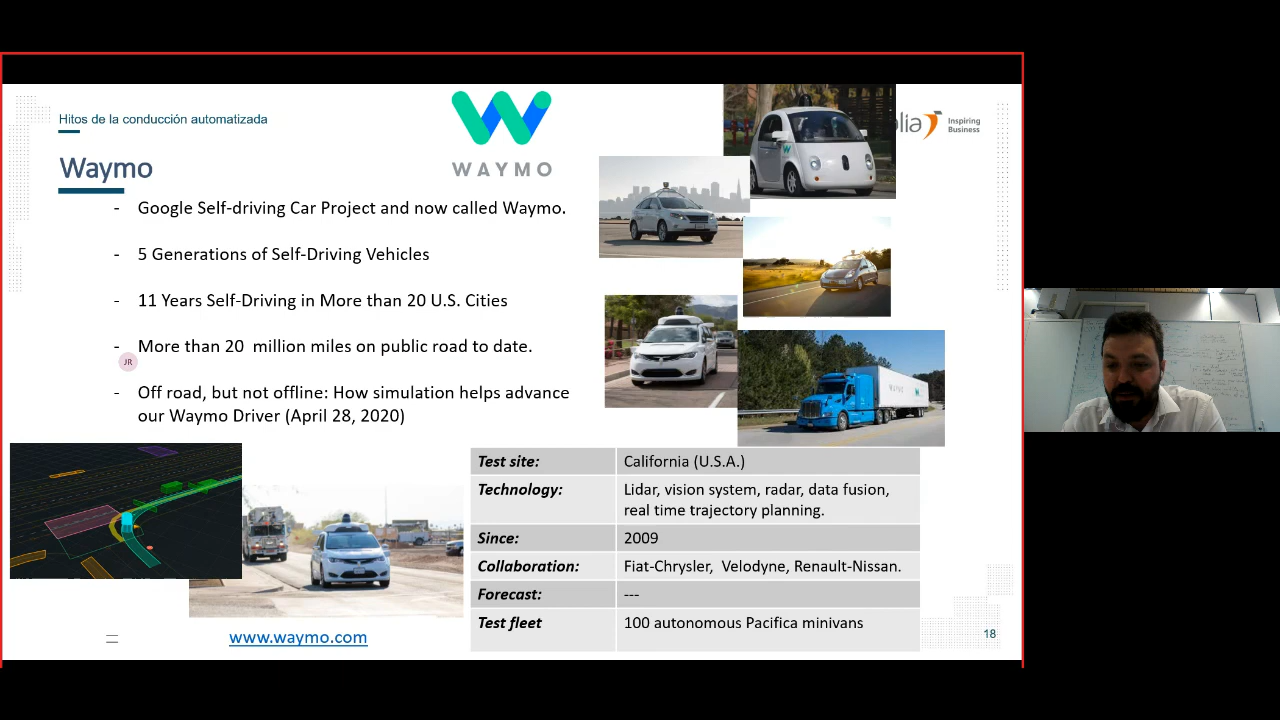 Hitos de la conducción automatizada
WAYMO
lia Inspiring
Business
Waymo
- Google Self-driving Car Project and now called Waymo.
- 5 Generations of Self-Driving Vehicles
- 11 Years Self-Driving in More than 20 U.S. Cities
- More than 20 million miles on public road to date.
JR
- Off road, but not offline: How simulation helps advance
our Waymo Driver (April 28, 2020)
Test site: California (U.S.A.)
Technology: Lidar, vision system, radar, data fusion,
real time trajectory planning.
Since: 2009
Collaboration: Fiat-Chrysler, Velodyne, Renault-Nissan.
Forecast: ---
Test fleet 100 autonomous Pacifica minivans
www.waymo.com
18